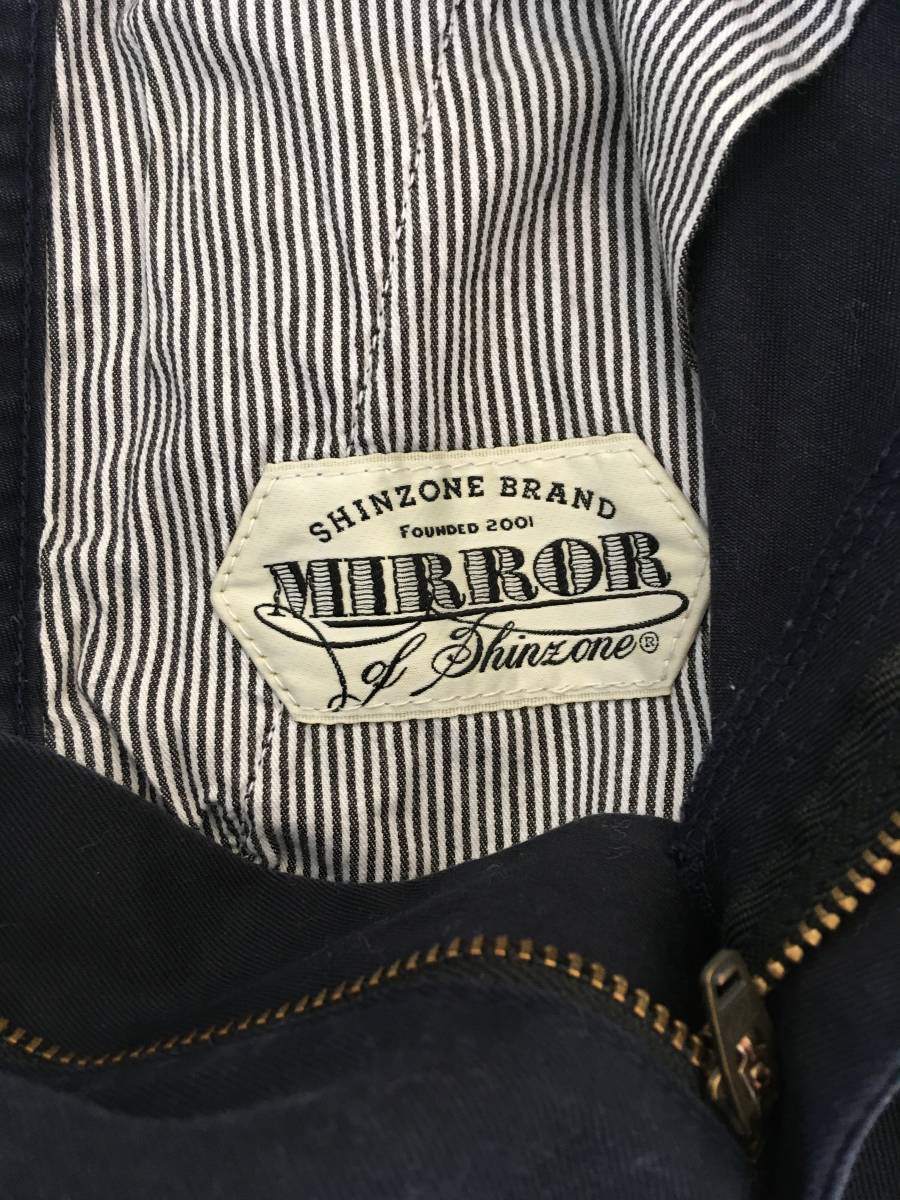 SHINZONE BRAND
FOUNDED 2001
MIRROR
of Shinzone®